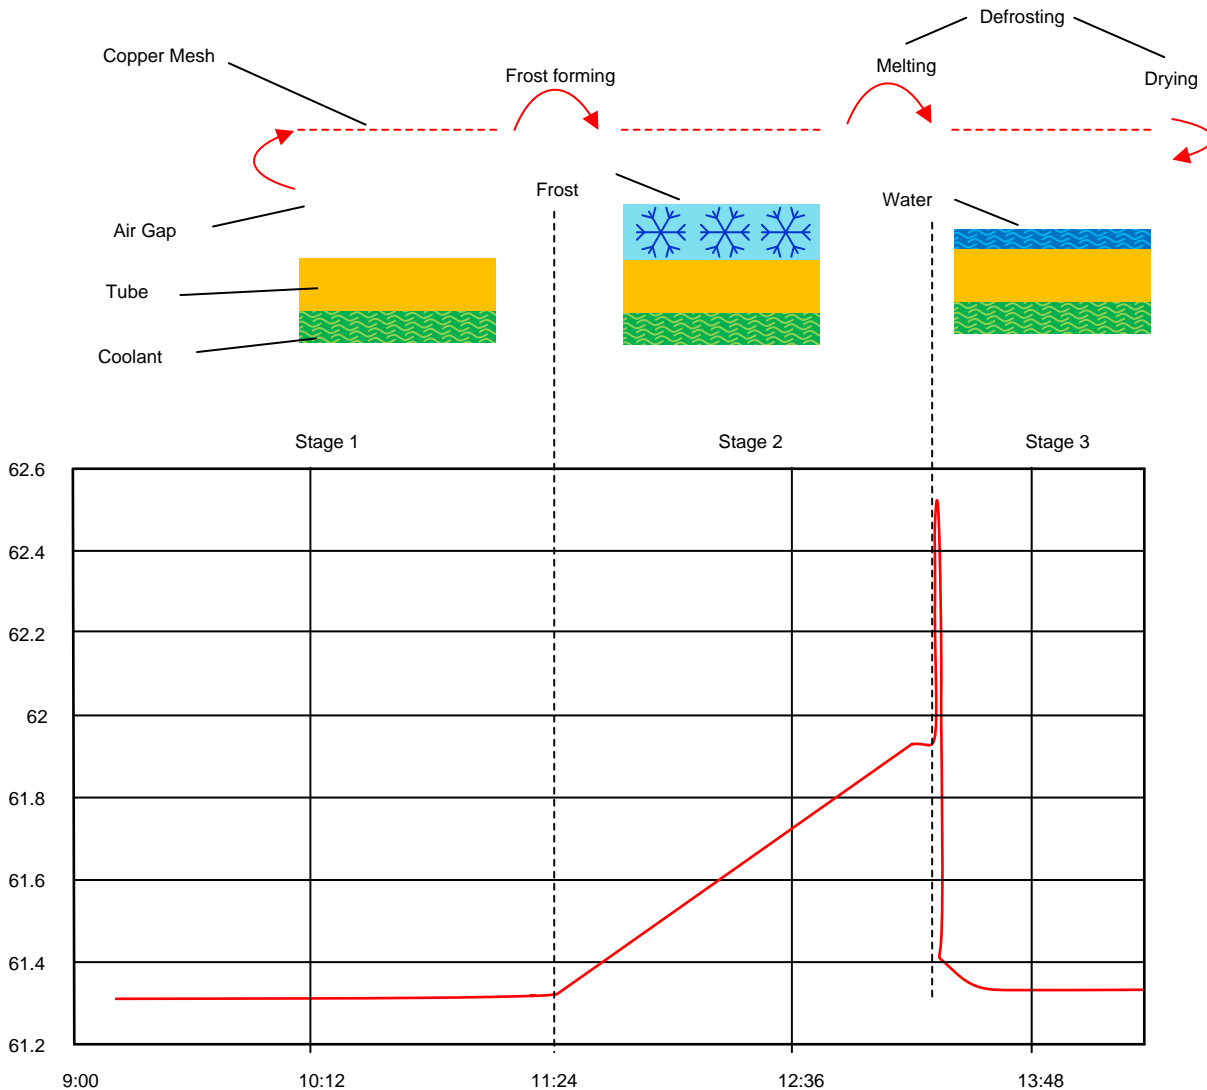 Defrosting
Copper Mesh
Frost forming
Melting
Drying
Frost
Water
Air Gap
Tube
Coolant
Stage 1
Stage 2
Stage 3
62.6
62.4
62.2
62
61.8
61.6
61.4
61.2
9:00
10:12
11:24
12:36
13:48